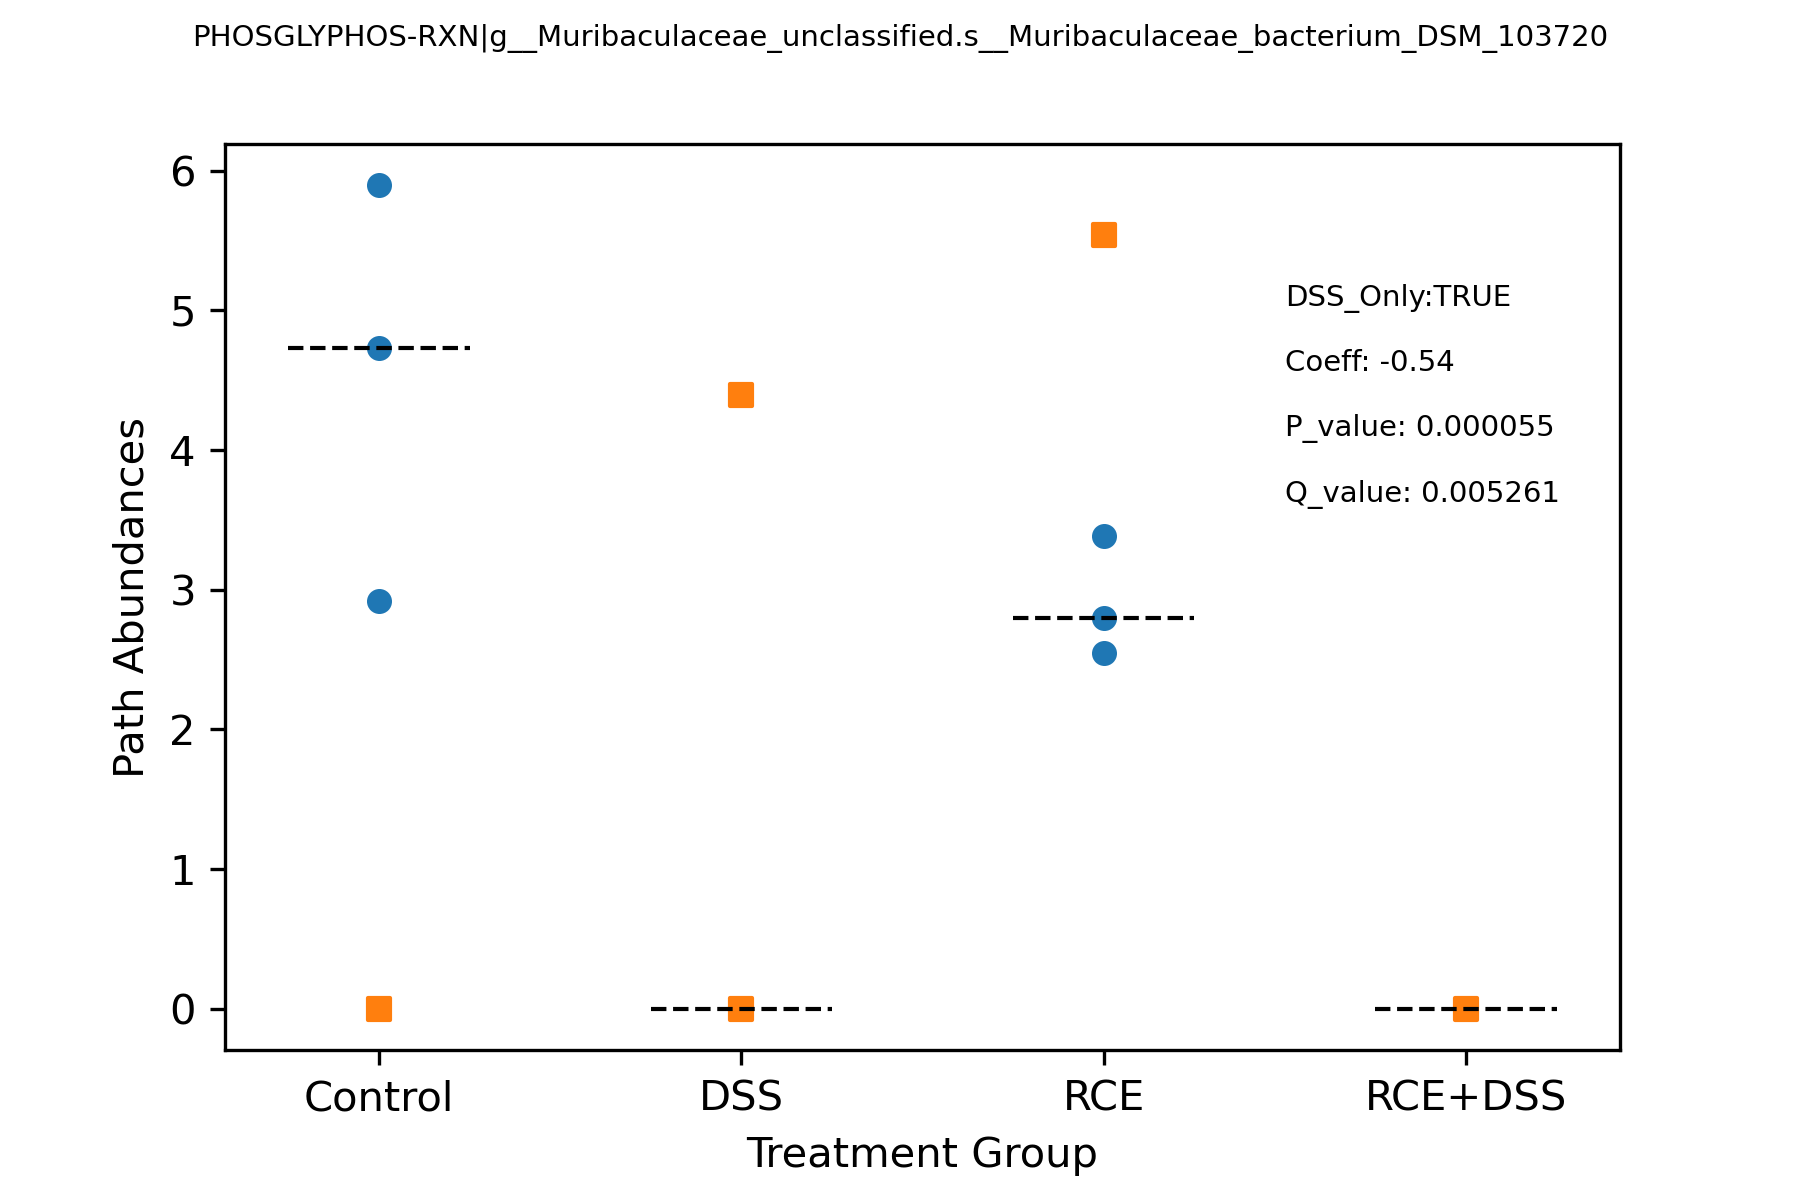 PHOSGLYPHOS-RXN|g__Muribaculaceae_unclassified.s__Muribaculaceae_bacterium_DSM_103720
6
5
4
3
2
1
0
Path Abundances
DSS_Only:TRUE
Coeff: -0.54
P_value: 0.000055
Q_value: 0.005261
Control
DSS
RCE
RCE+DSS
Treatment Group